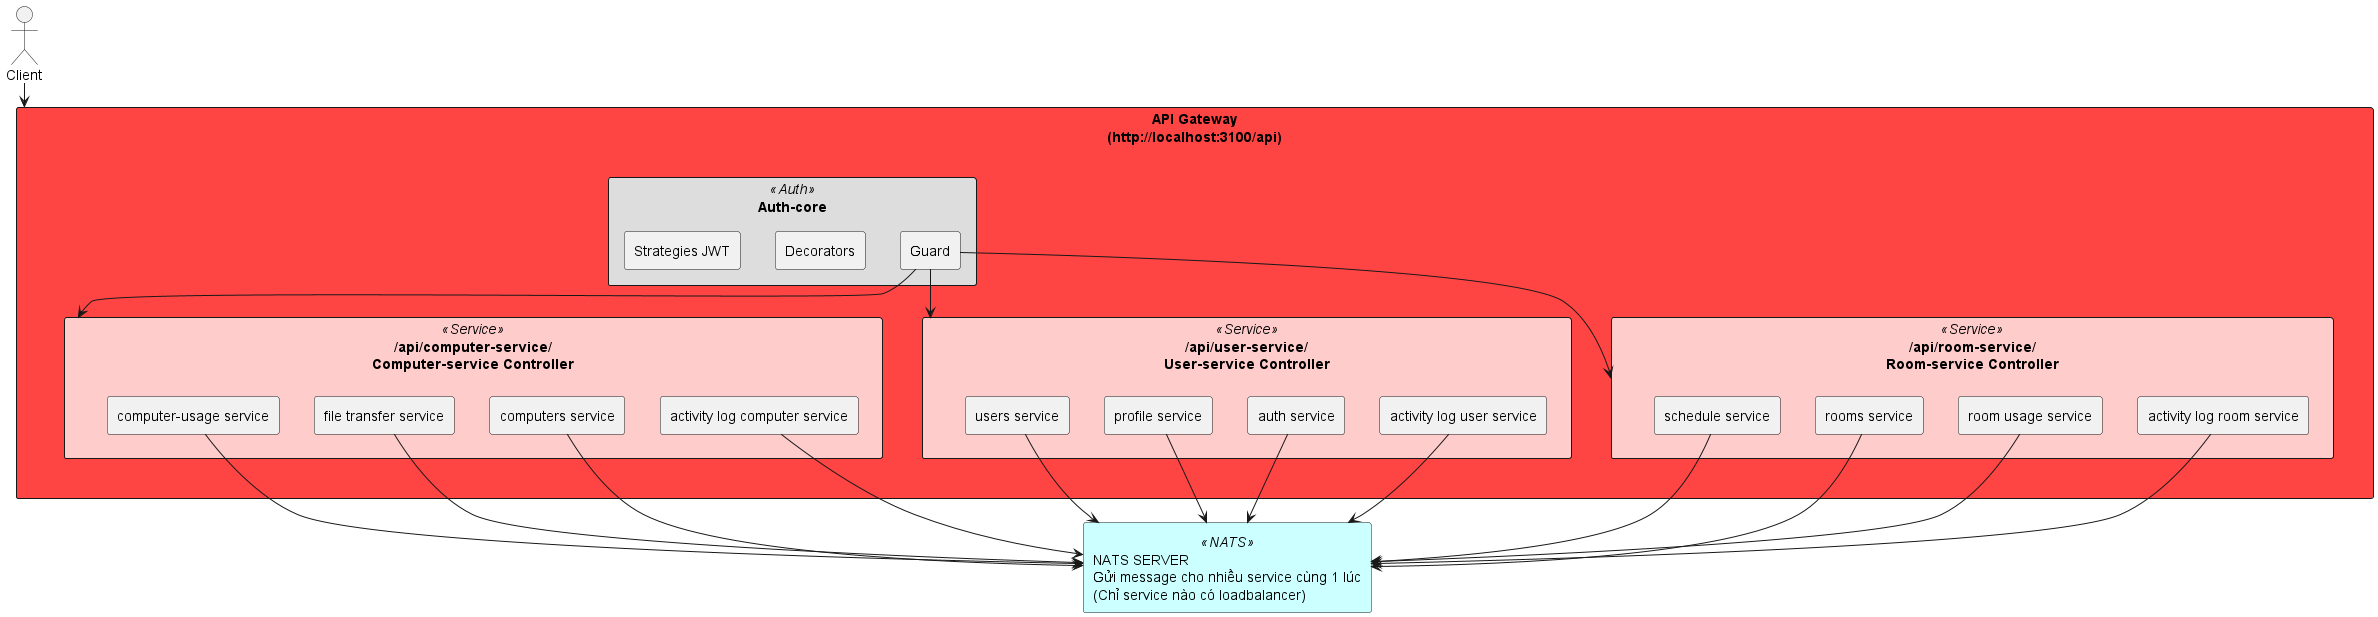 Client
API Gateway
(http://localhost:3100/api)
«Auth»
Auth-core
Strategies JWT
Decorators
Guard
«Service»
/api/computer-service/
Computer-service Controller
computer-usage service
file transfer service
computers service
activity log computer service
«Service»
/api/user-service/
User-service Controller
users service
profile service
auth service
activity log user service
«Service»
/api/room-service/
Room-service Controller
schedule service
rooms service
room usage service
activity log room service
«NATS»
NATS SERVER
Gửi message cho nhiều service cùng 1 lúc
(Chỉ service nào có loadbalancer)